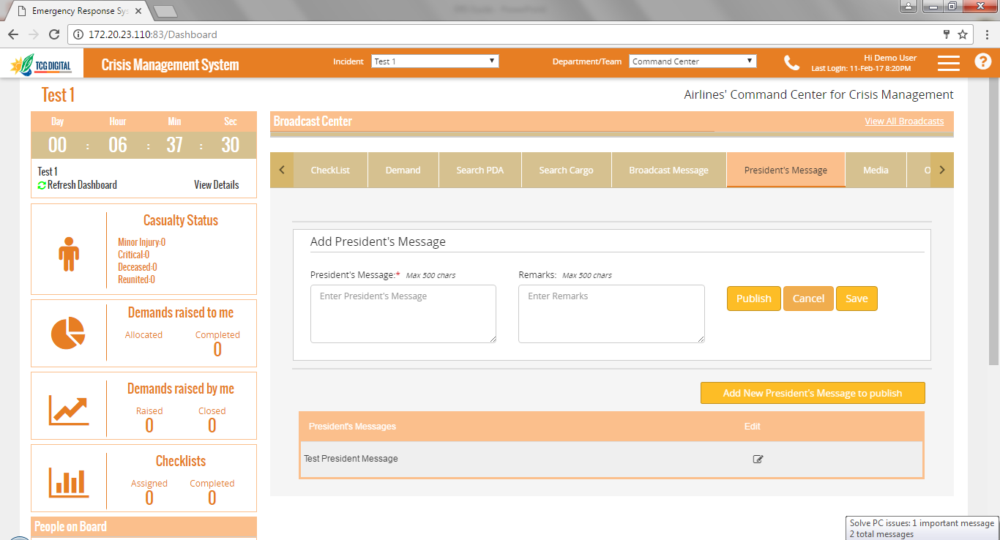 Emergency Response Sys
172.20.23.110:83/Dashboard
TCG DIGITAL
Crisis Management System
Incident
Test 1
Department/Team
Command Center
Hi Demo User
Last Login: 11-Feb-17 8:20PM
?
Test 1
Airlines' Command Center for Crisis Management
Day Hour Min Sec
00 : 06 : 37 : 30
Test 1
Refresh Dashboard
View Details
Broadcast Center
View All Broadcasts
CheckList
Demand
Search PDA
Search Cargo
Broadcast Message
President's Message
Media
O
Casualty Status
Minor Injury:0
Critical:0
Deceased:0
Reunited:0
Demands raised to me
Allocated Completed
0
Demands raised by me
Raised Closed
0 0
Checklists
Assigned Completed
0 0
People on Board
Add President's Message
President's Message:* Max 500 chars
Enter President's Message
Remarks: Max 500 chars
Enter Remarks
Publish
Cancel
Save
Add New President's Message to publish
President's Messages Edit
Test President Message
Solve PC issues: 1 important message
2 total messages